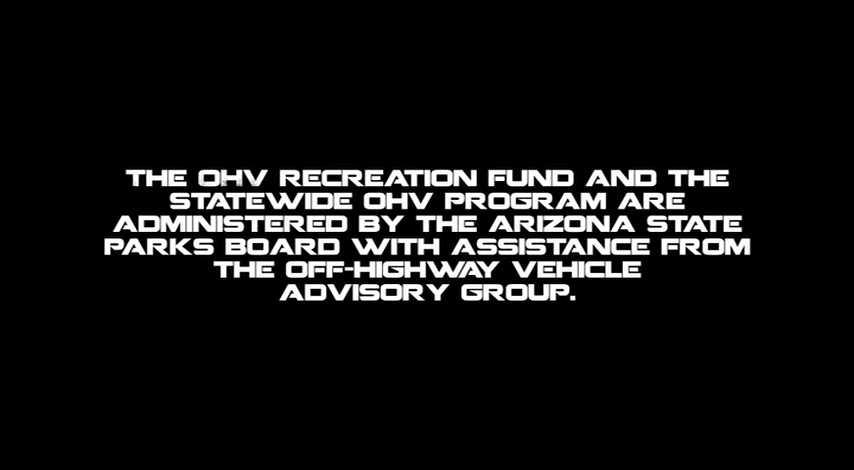 THE OHV RECREATION FUND AND THE
STATEWIDE OHV PROGRAM ARE
ADMINISTERED BY THE ARIZONA STATE
PARKS BOARD WITH ASSISTANCE FROM
THE OFF-HIGHWAY VEHICLE
ADVISORY GROUP.